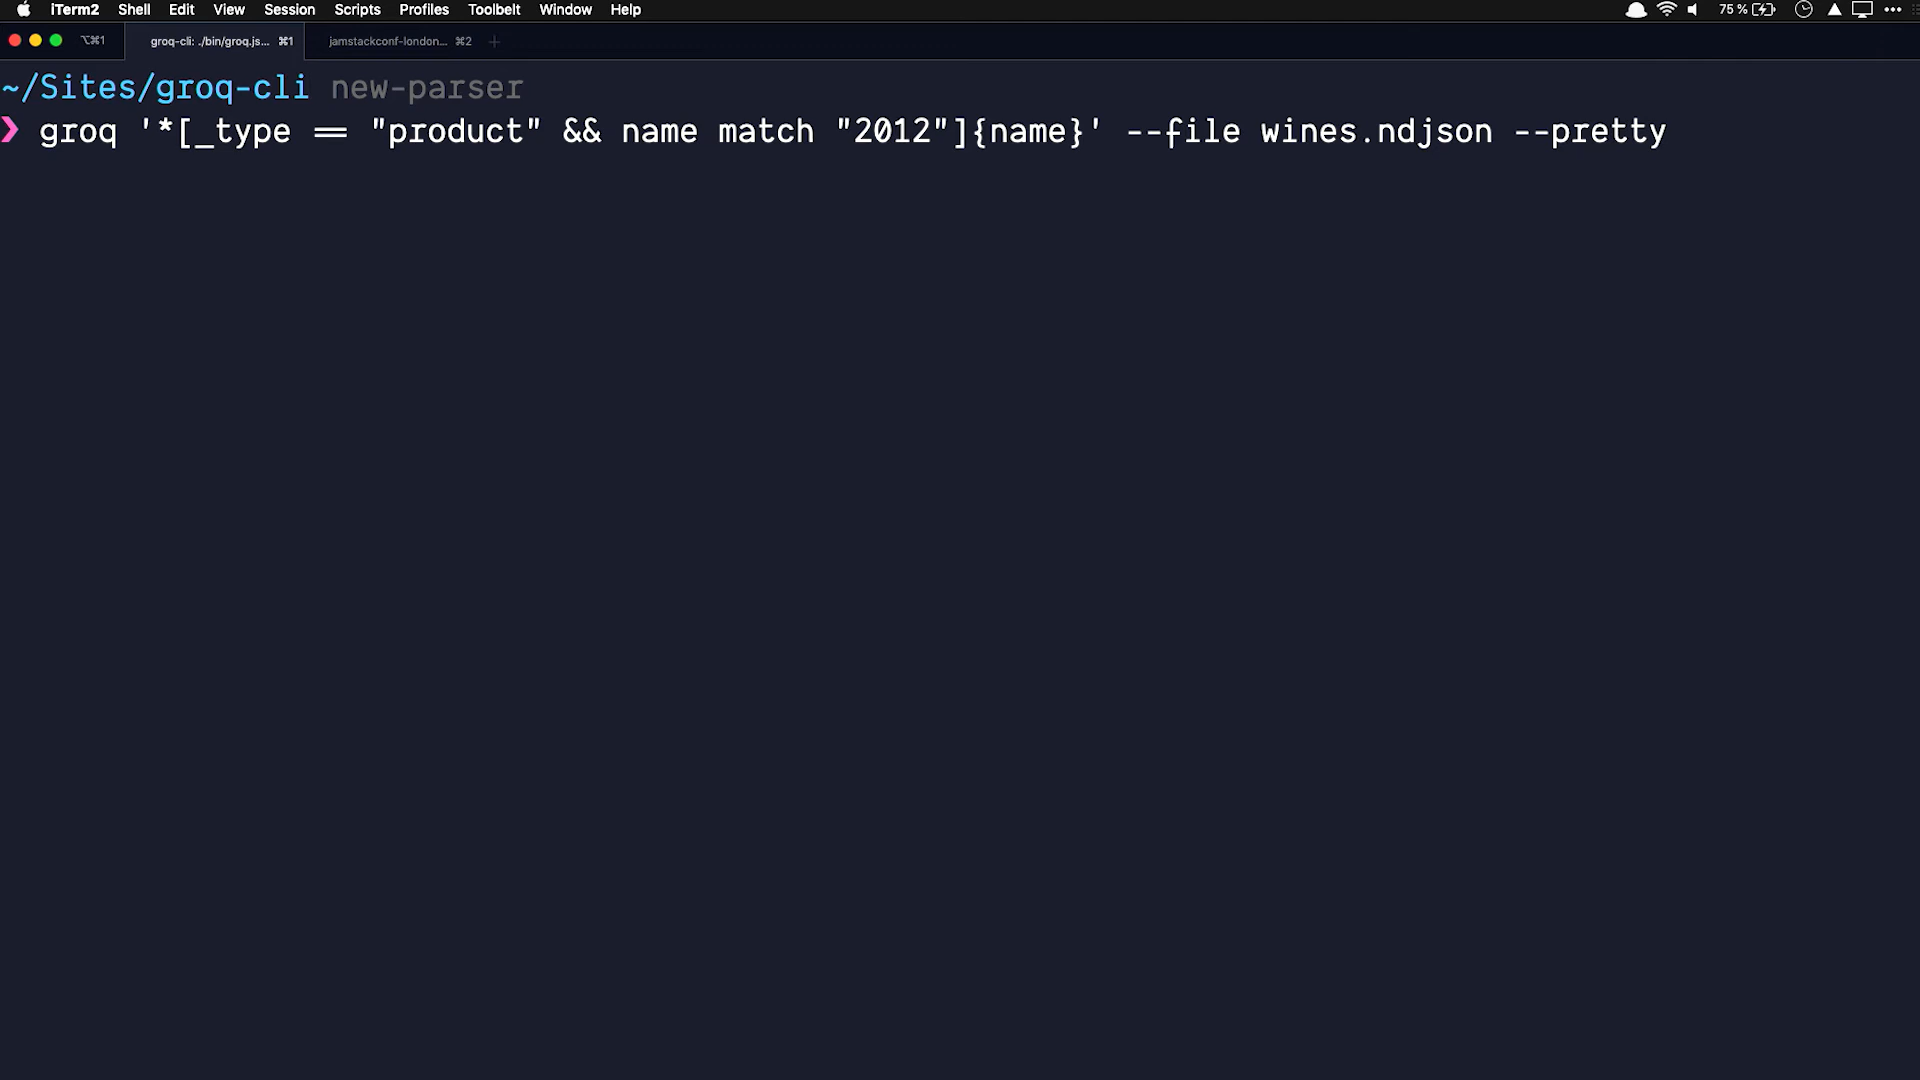 iTerm2 Shell Edit View Session Scripts Profiles Toolbelt Window Help 75 %
⌥⌘1 groq-cli: ./bin/groq.js... ⌘1 jamstackconf-london... ⌘2 +
~/Sites/groq-cli new-parser
❯ groq '*[_type == "product" && name match "2012"]{name}' --file wines.ndjson --pretty